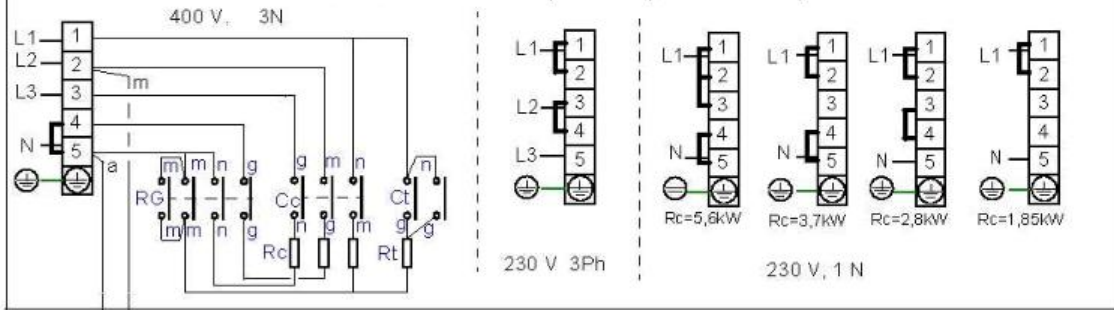 400 V,   3N
L1
L2
L3
N
1
2
3
4
5
m
a
m m n g
g m n
n
RG
Cc
Ct
m m n g
n g m
g g
Rc
Rt
L1
L2
L3
1
2
3
4
5
230 V 3Ph
L1
N
1
2
3
4
5
Rc=5,6kW
L1
N
1
2
3
4
5
Rc=3,7kW
L1
N
1
2
3
4
5
Rc=2,8kW
L1
N
1
2
3
4
5
Rc=1,85kW
230 V, 1 N